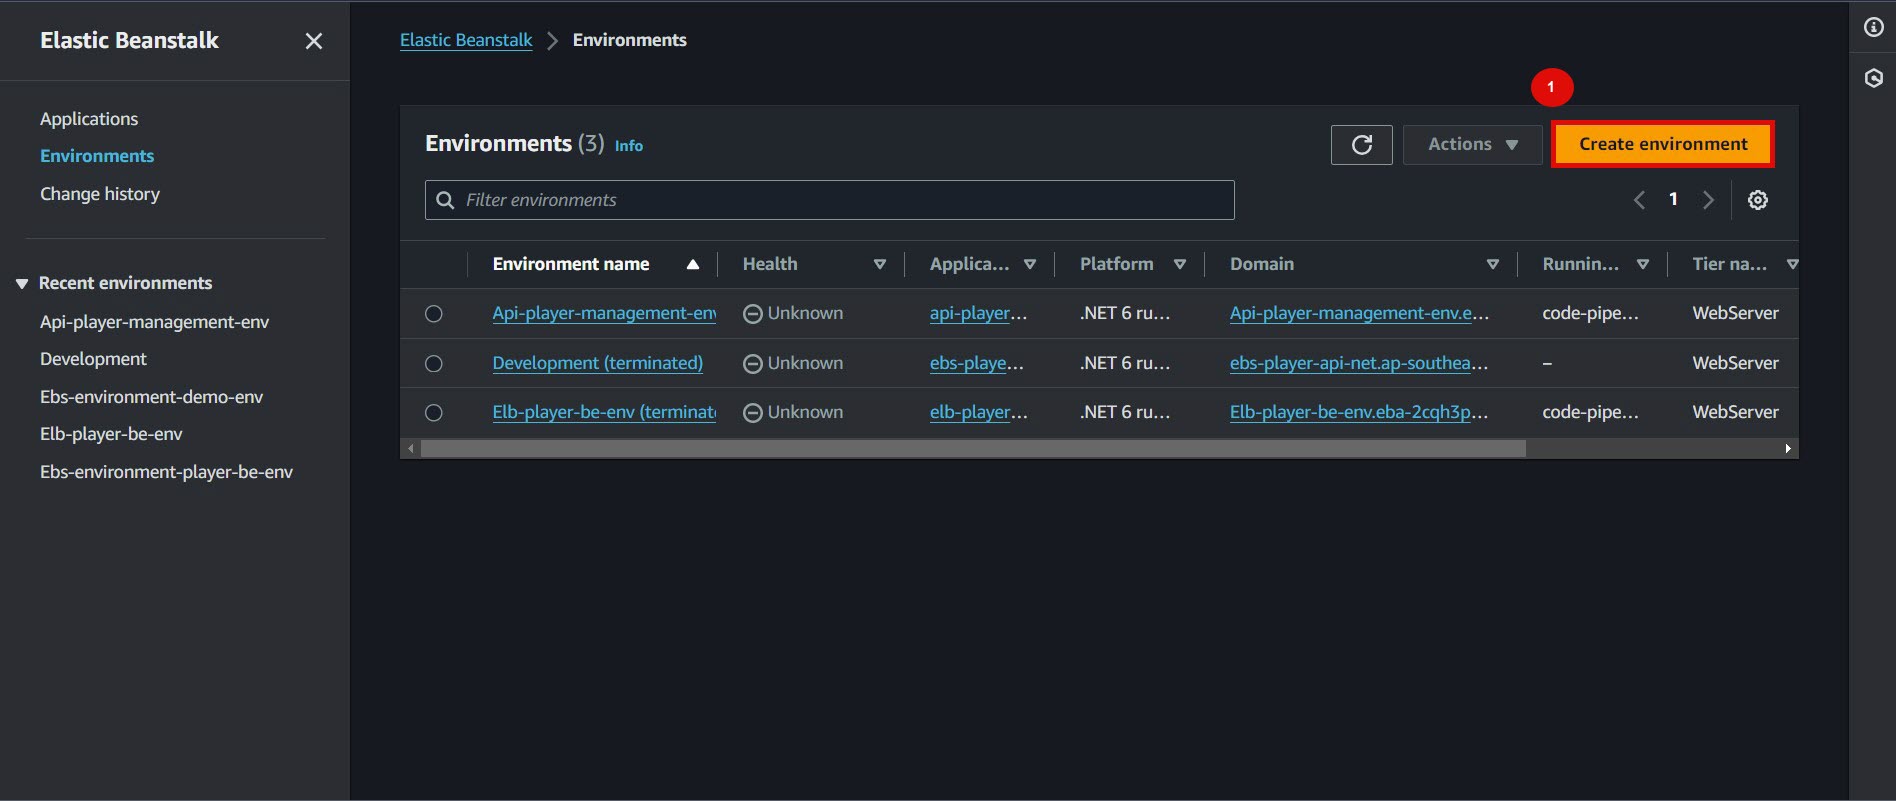 Elastic Beanstalk
Applications
Environments
Change history
Recent environments
Api-player-management-env
Development
Ebs-environment-demo-env
Elb-player-be-env
Ebs-environment-player-be-env
Elastic Beanstalk > Environments
1
Environments (3) Info
Actions
Create environment
Filter environments
1
Environment name Health Applica... Platform Domain Runnin... Tier na...
Api-player-management-env Unknown api-player... .NET 6 ru... Api-player-management-env.e... code-pipe... WebServer
Development (terminated) Unknown ebs-playe... .NET 6 ru... ebs-player-api-net.ap-southea... – WebServer
Elb-player-be-env (terminate Unknown elb-player... .NET 6 ru... Elb-player-be-env.eba-2cqh3p... code-pipe... WebServer